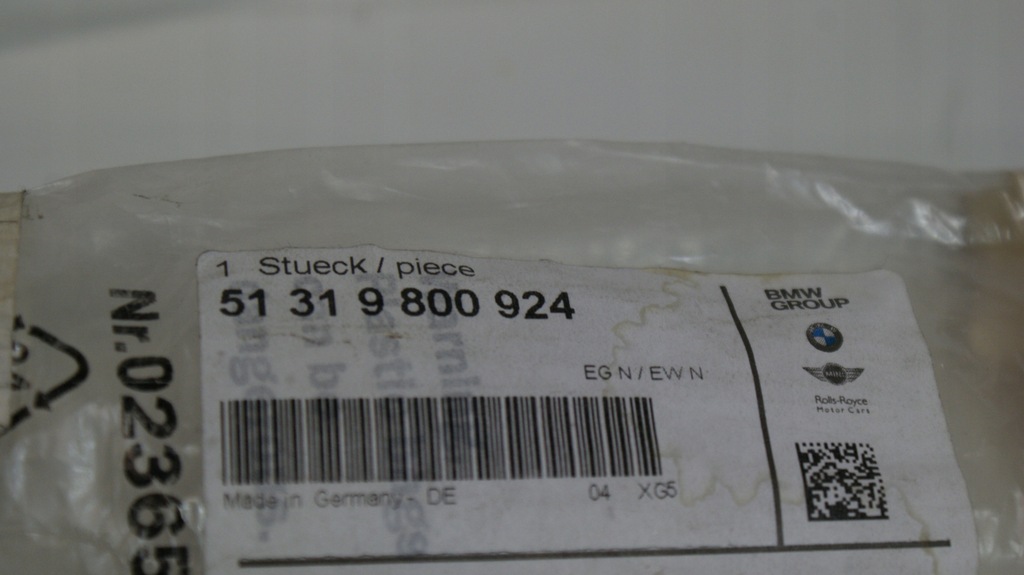 1 Stueck / piece
51 31 9 800 924
EG N / EW N
Made in Germany - DE 04 XG5
BMW
GROUP
MINI
Rolls-Royce
Motor Cars
Nr.02365